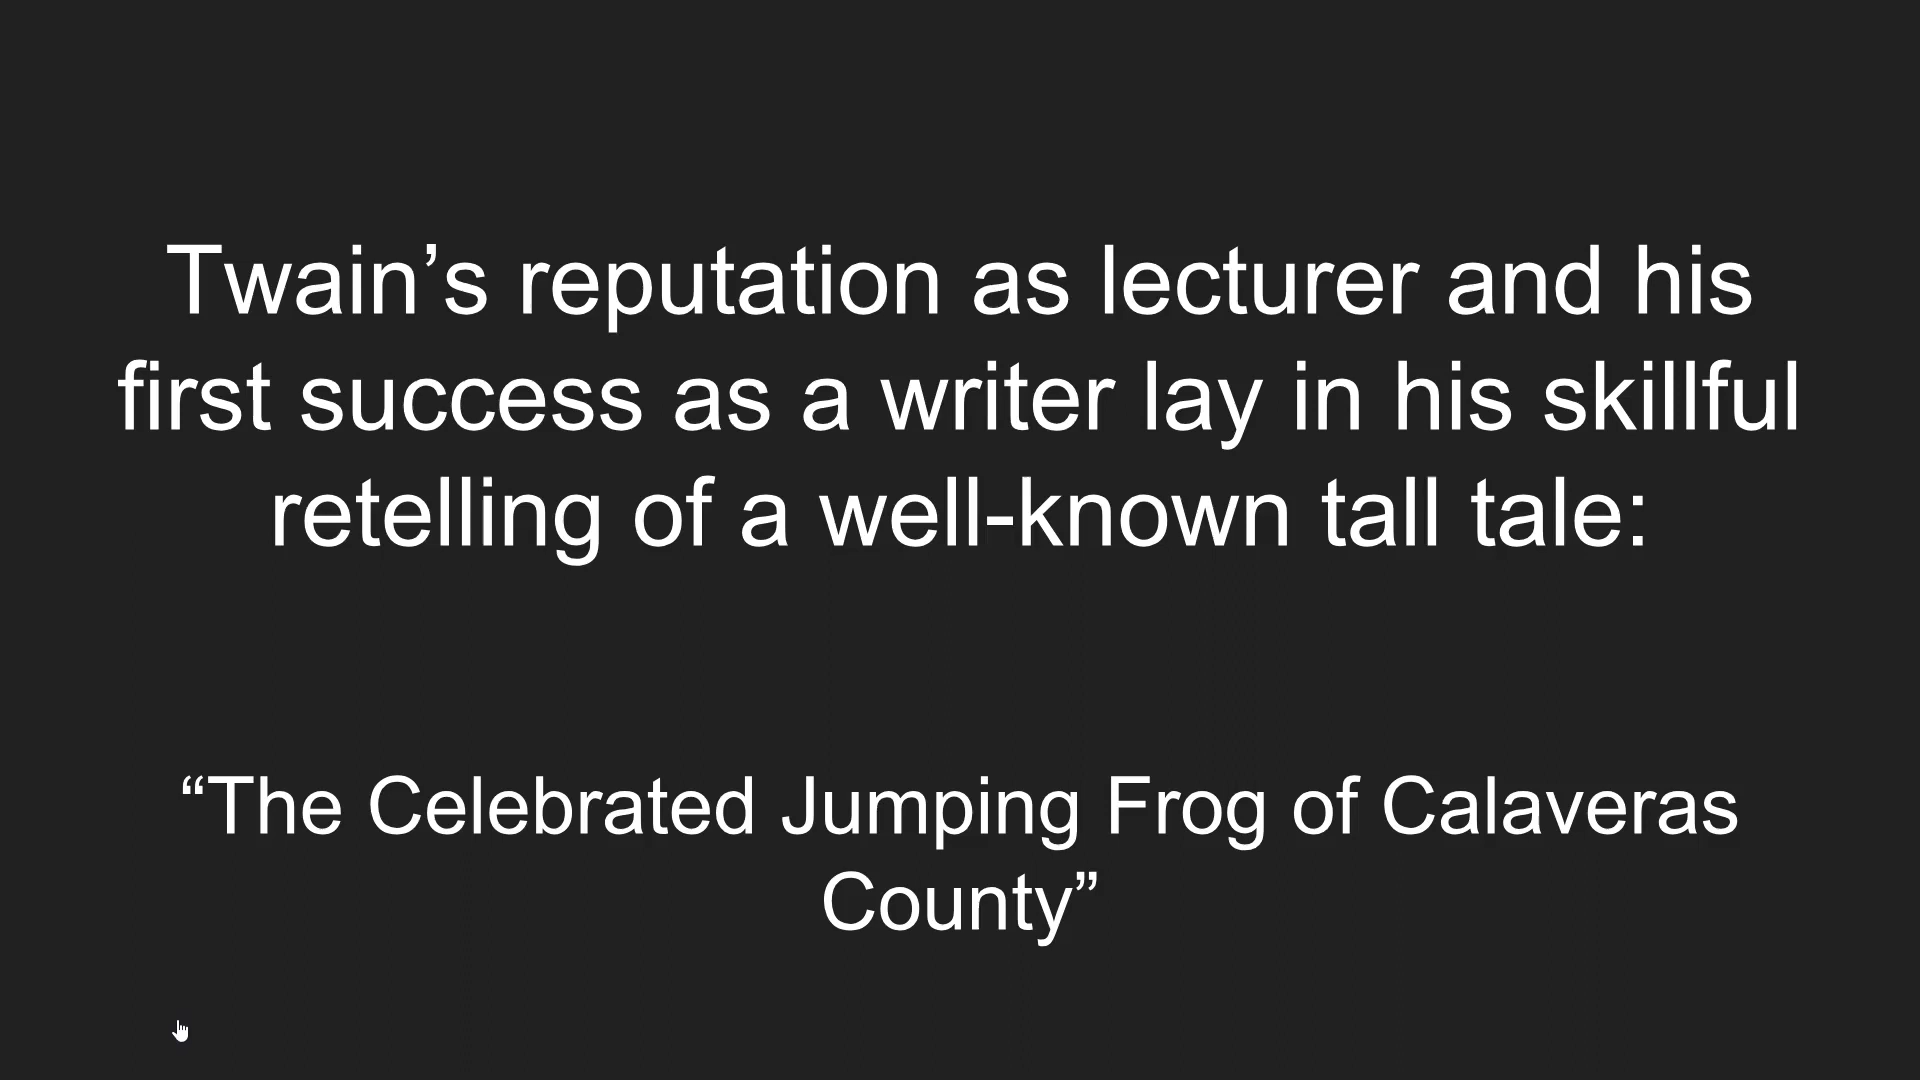 Twain’s reputation as lecturer and his
first success as a writer lay in his skillful
retelling of a well-known tall tale:
“The Celebrated Jumping Frog of Calaveras
County”